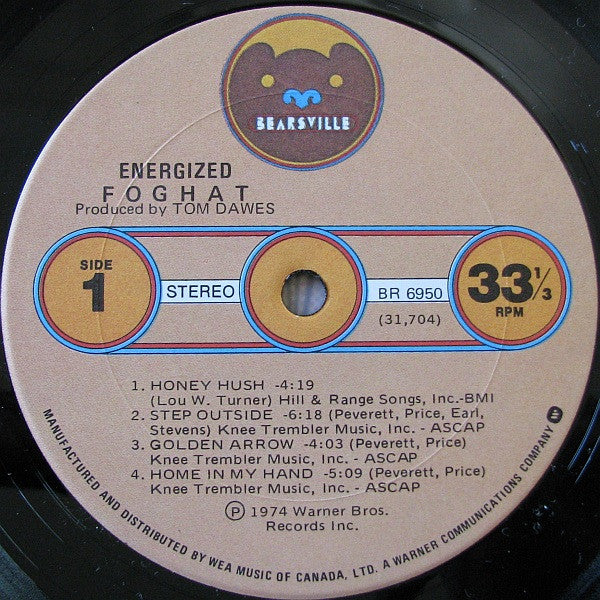 BEARSVILLE
ENERGIZED
FOGHAT
Produced by TOM DAWES
SIDE
1
STEREO
BR 6950
(31,704)
33 1/3
RPM
1. HONEY HUSH -4:19
(Lou W. Turner) Hill & Range Songs, Inc.-BMI
2. STEP OUTSIDE -6:18 (Peverett, Price, Earl,
Stevens) Knee Trembler Music, Inc. - ASCAP
3. GOLDEN ARROW -4:03 (Peverett, Price)
Knee Trembler Music, Inc. - ASCAP
4. HOME IN MY HAND -5:09 (Peverett, Price)
Knee Trembler Music, Inc. - ASCAP
Ⓟ 1974 Warner Bros.
Records Inc.
MANUFACTURED AND DISTRIBUTED BY WEA MUSIC OF CANADA, LTD. A WARNER COMMUNICATIONS COMPANY